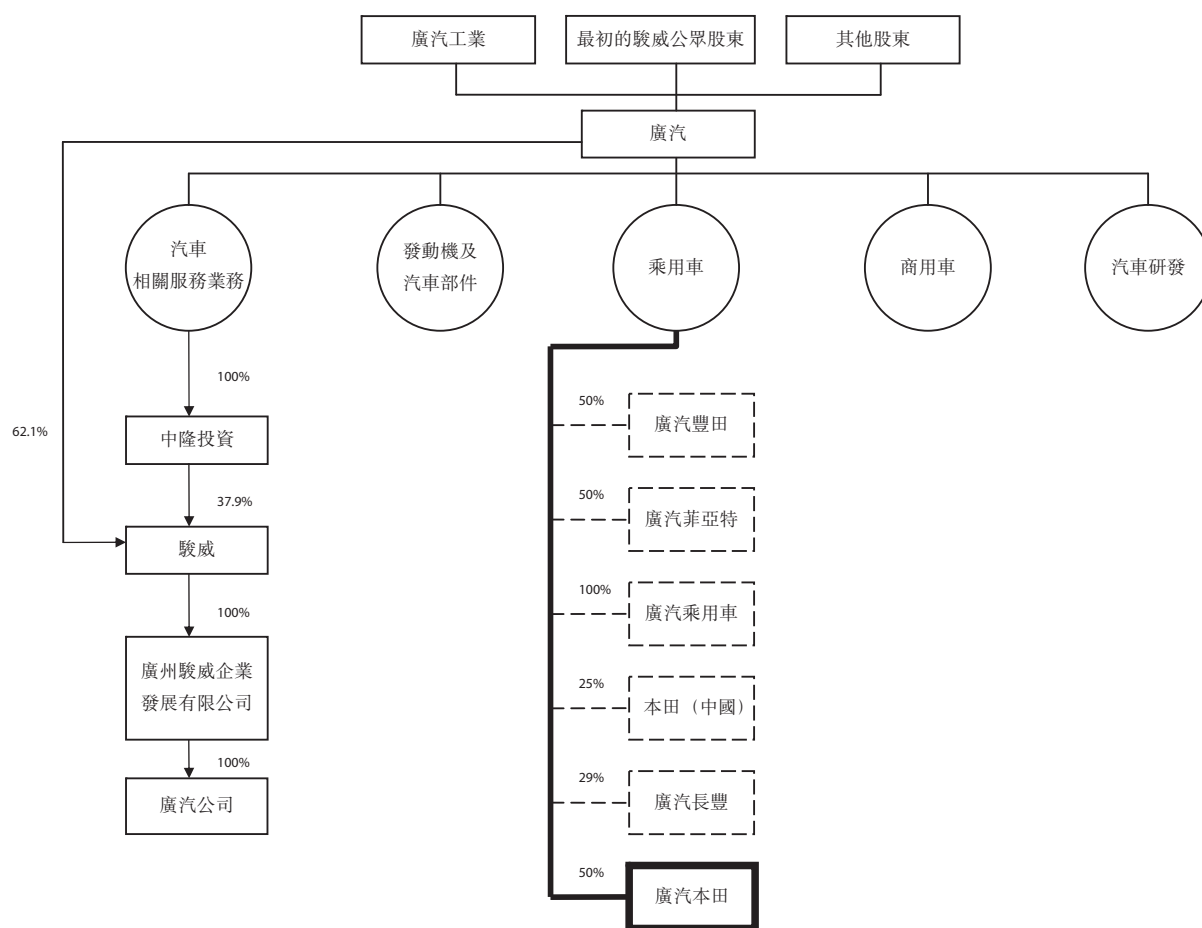 廣汽工業
最初的駿威公眾股東
其他股東
廣汽
汽車
相關服務業務
發動機及
汽車部件
乘用車
商用車
汽車研發
100%
62.1%
中隆投資
37.9%
駿威
100%
廣州駿威企業
發展有限公司
100%
廣汽公司
50%
廣汽豐田
50%
廣汽菲亞特
100%
廣汽乘用車
25%
本田（中國）
29%
廣汽長豐
50%
廣汽本田